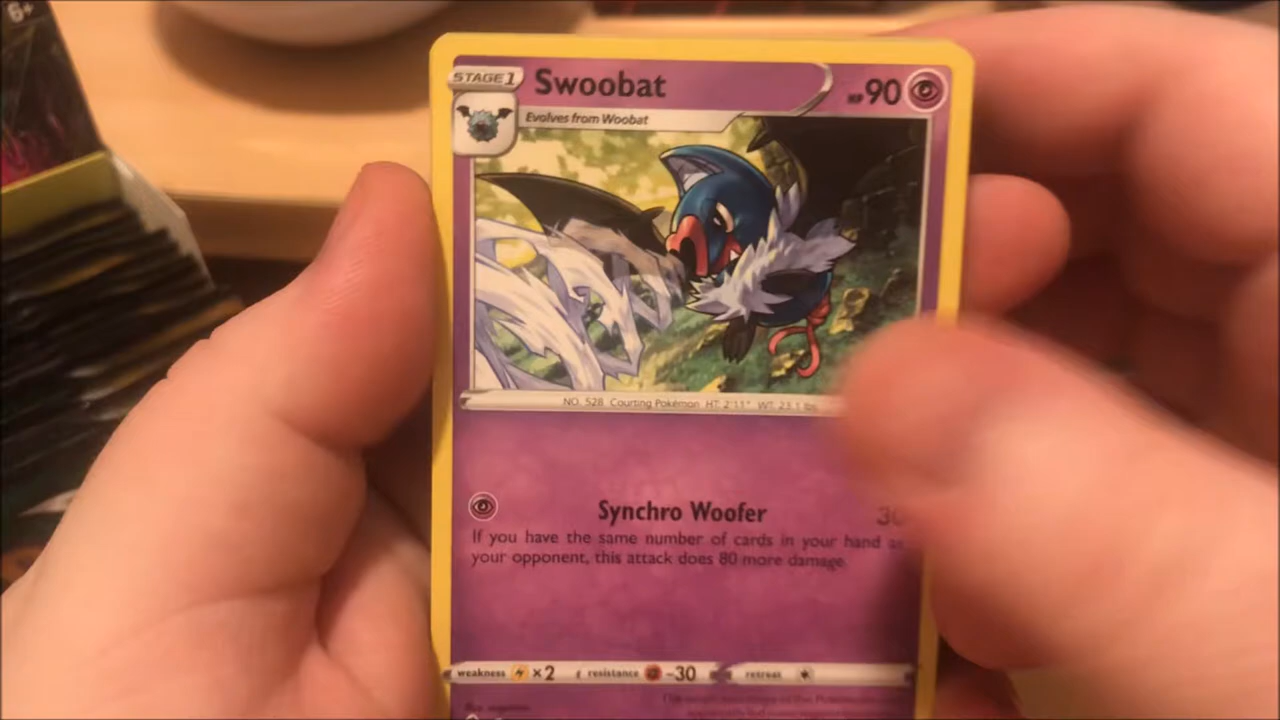 6+
STAGE 1
Swoobat
HP 90
Evolves from Woobat
NO. 528 Courting Pokémon HT: 2'11" WT: 23.1 lbs
Synchro Woofer
30
If you have the same number of cards in your hand as
your opponent, this attack does 80 more damage.
weakness ×2 resistance -30 retreat